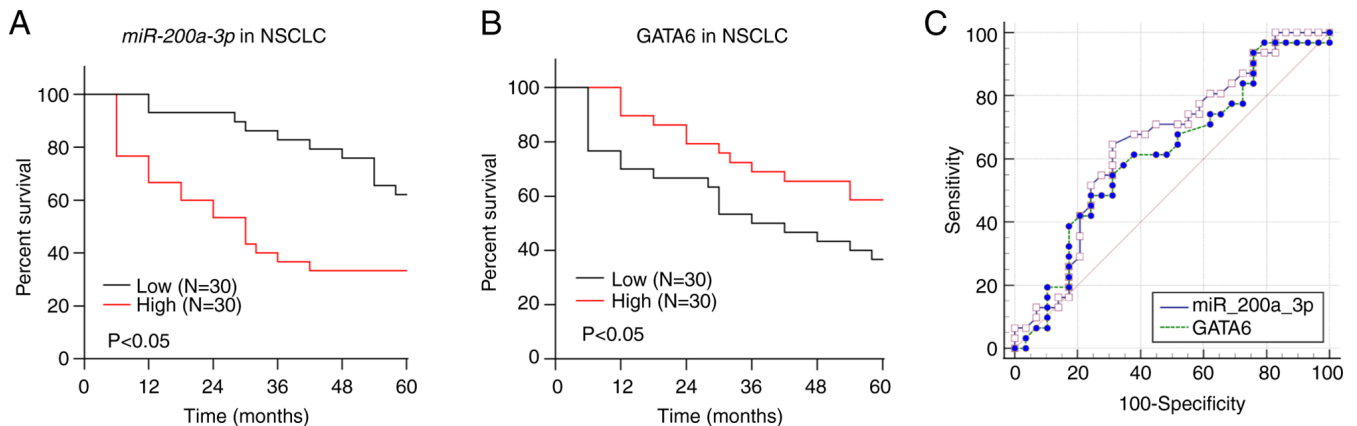 A
miR-200a-3p in NSCLC
100
80
60
40
20
0
Percent survival
Low (N=30)
High (N=30)
P<0.05
0 12 24 36 48 60
Time (months)
B
GATA6 in NSCLC
100
80
60
40
20
0
Percent survival
Low (N=30)
High (N=30)
P<0.05
0 12 24 36 48 60
Time (months)
C
100
80
60
40
20
0
Sensitivity
miR_200a_3p
GATA6
0 20 40 60 80 100
100-Specificity